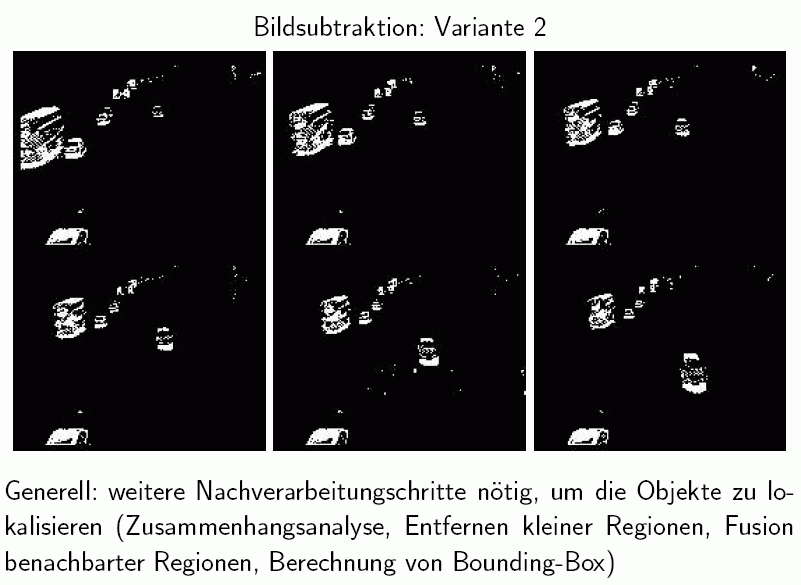 Bildsubtraktion: Variante 2
Generell: weitere Nachverarbeitungschritte nötig, um die Objekte zu lo-
kalisieren (Zusammenhangsanalyse, Entfernen kleiner Regionen, Fusion
benachbarter Regionen, Berechnung von Bounding-Box)